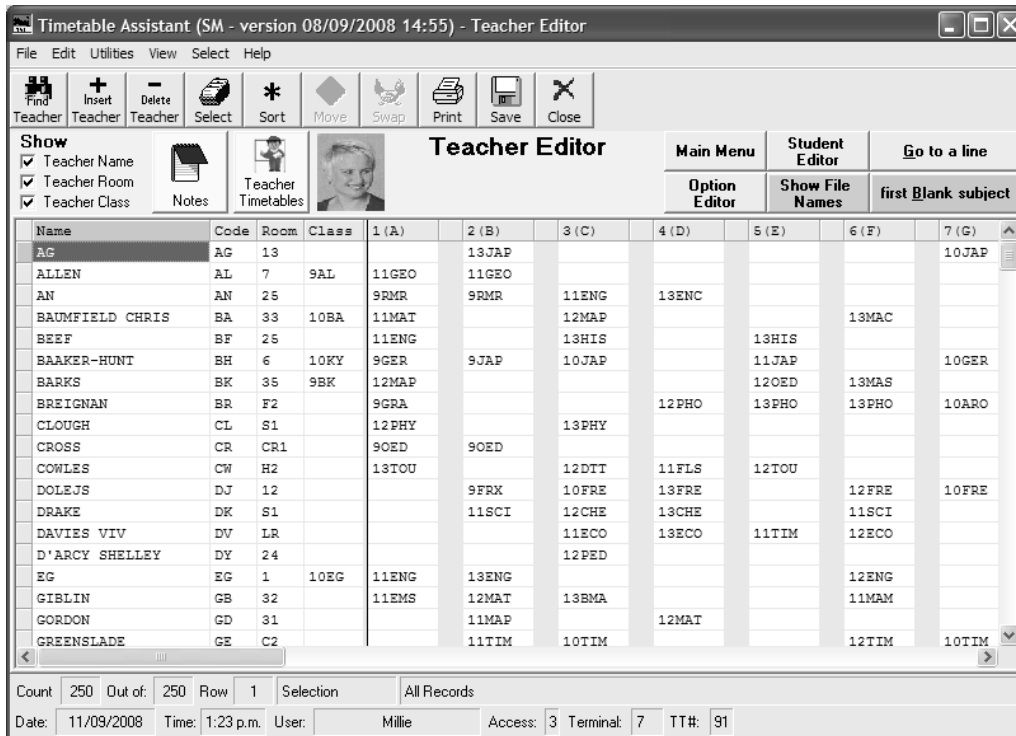 Timetable Assistant (SM - version 08/09/2008 14:55) - Teacher Editor
File Edit Utilities View Select Help
Find Teacher Insert Teacher Delete Teacher Select Sort Move Swap Print Save Close
Show
Teacher Name
Teacher Room
Teacher Class
Notes
Teacher Timetables
Teacher Editor
Main Menu Student Editor Go to a line
Option Editor Show File Names first Blank subject
Name Code Room Class 1(A) 2(B) 3(C) 4(D) 5(E) 6(F) 7(G)
AG AG 13 13JAP 10JAP
ALLEN AL 7 9AL 11GEO 11GEO
AN AN 25 9RMR 9RMR 11ENG 13ENC
BAUMFIELD CHRIS BA 33 10BA 11MAT 12MAP 13MAC
BEEF BF 25 11ENG 13HIS 13HIS
BAAKER-HUNT BH 6 10KY 9GER 9JAP 10JAP 11JAP 10GER
BARKS BK 35 9BK 12MAP 12OED 13MAS
BREIGNAN BR F2 9GRA 12PHO 13PHO 13PHO 10ARO
CLOUGH CL S1 12PHY 13PHY
CROSS CR CR1 9OED 9OED
COWLES CW H2 13TOU 12DTT 11FLS 12TOU
DOLEJS DJ 12 9FRX 10FRE 13FRE 12FRE 10FRE
DRAKE DK S1 11SCI 12CHE 13CHE 11SCI
DAVIES VIV DV LR 11ECO 13ECO 11TIM 12ECO
D'ARCY SHELLEY DY 24 12PED
EG EG 1 10EG 11ENG 13ENG 12ENG
GIBLIN GB 32 11EMS 12MAT 13BMA 11MAM
GORDON GD 31 11MAP 12MAT
GREENSLADE GE C2 11TIM 10TIM 12TIM 10TIM
Count 250 Out of: 250 Row 1 Selection All Records
Date: 11/09/2008 Time: 1:23 p.m. User: Millie Access: 3 Terminal: 7 TT#: 91